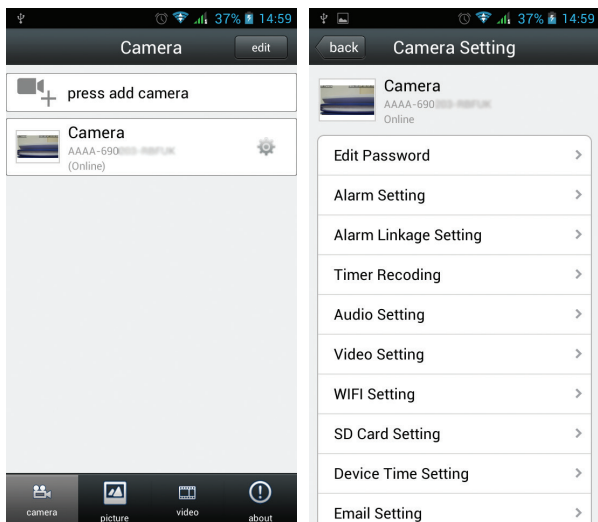 37% 14:59
Camera
edit
press add camera
Camera
AAAA-690
(Online)
camera
picture
video
about
37% 14:59
back
Camera Setting
Camera
AAAA-690
Online
Edit Password
Alarm Setting
Alarm Linkage Setting
Timer Recoding
Audio Setting
Video Setting
WIFI Setting
SD Card Setting
Device Time Setting
Email Setting